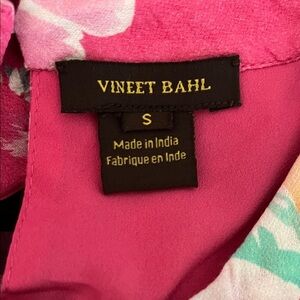 VINEET BAHL
S
Made in India
Fabrique en Inde